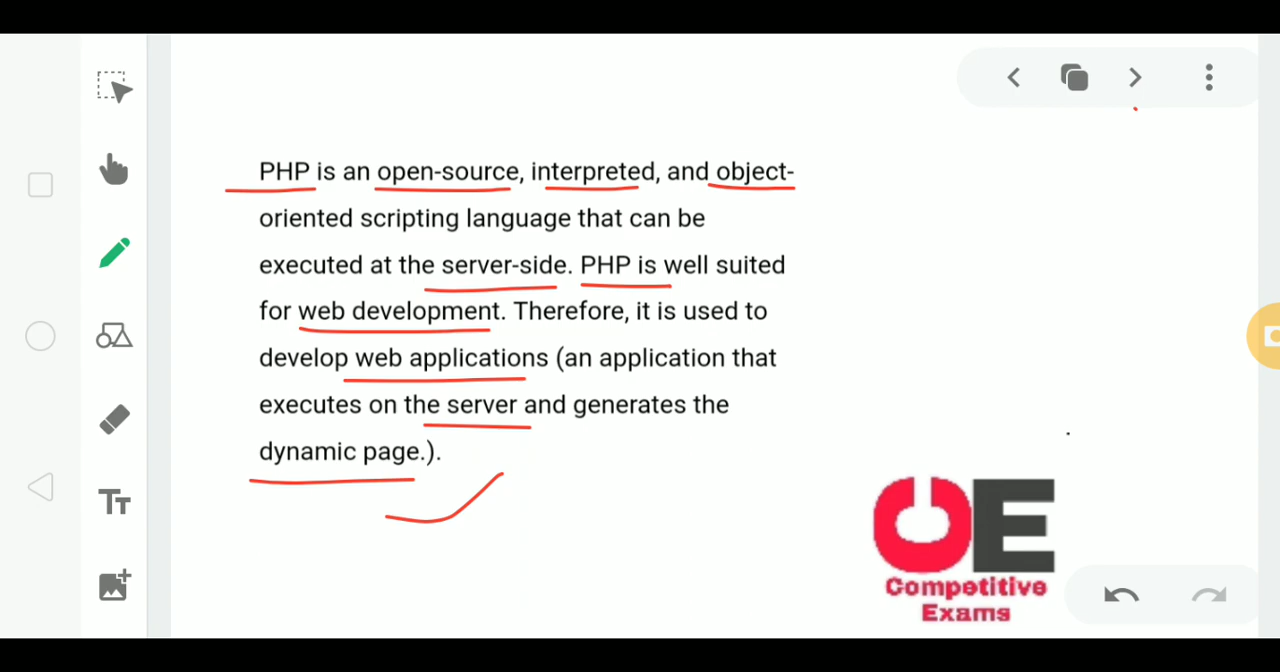 PHP is an open-source, interpreted, and object-
oriented scripting language that can be
executed at the server-side. PHP is well suited
for web development. Therefore, it is used to
develop web applications (an application that
executes on the server and generates the
dynamic page.).
TT
CE
Competitive
Exams